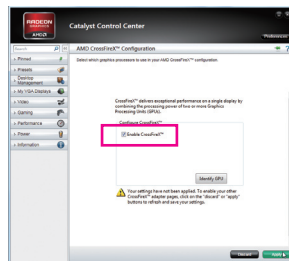 RADEON
GRAPHICS
AMD
Catalyst Control Center
Preferences
Search
AMD CrossFireX™ Configuration
Select which graphics processors to use in your AMD CrossFireX™ configuration
Pinned
Presets
Desktop
Management
My VGA Displays
Video
Gaming
Performance
Power
Information
CrossFireX™ delivers exceptional performance on a single display by
combining the processing power of two or more Graphics
Processing Units (GPUs).
Configure CrossFireX™
Enable CrossFireX™
Identify GPU
Your settings have not been applied. To enable your other
CrossFireX™ adapter pages, click on the "discard" or "apply"
buttons to refresh and save your settings.
Discard
Apply